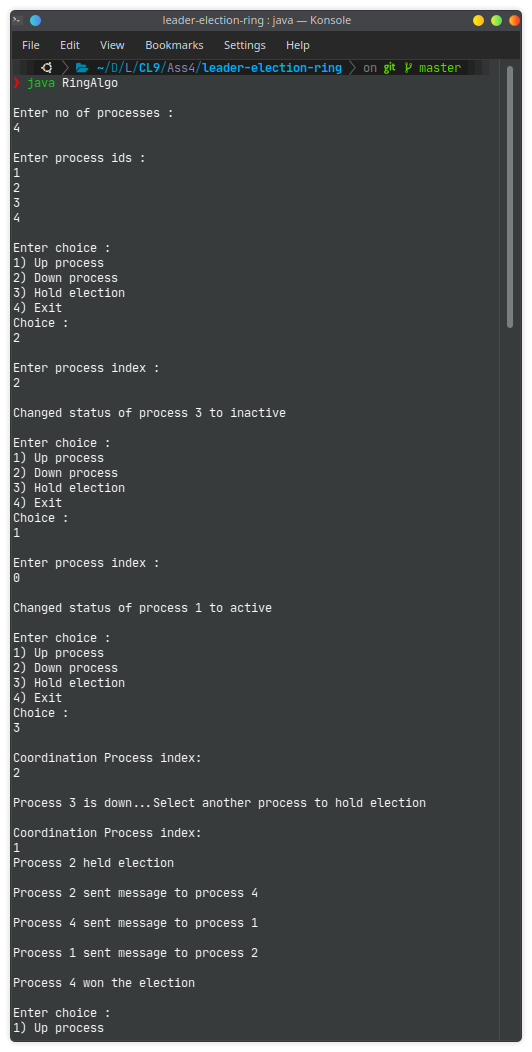 leader-election-ring : java — Konsole
File Edit View Bookmarks Settings Help
~/D/L/CL9/Ass4/leader-election-ring on git master
❯ java RingAlgo
Enter no of processes :
4
Enter process ids :
1
2
3
4
Enter choice :
1) Up process
2) Down process
3) Hold election
4) Exit
Choice :
2
Enter process index :
2
Changed status of process 3 to inactive
Enter choice :
1) Up process
2) Down process
3) Hold election
4) Exit
Choice :
1
Enter process index :
0
Changed status of process 1 to active
Enter choice :
1) Up process
2) Down process
3) Hold election
4) Exit
Choice :
3
Coordination Process index:
2
Process 3 is down...Select another process to hold election
Coordination Process index:
1
Process 2 held election
Process 2 sent message to process 4
Process 4 sent message to process 1
Process 1 sent message to process 2
Process 4 won the election
Enter choice :
1) Up process